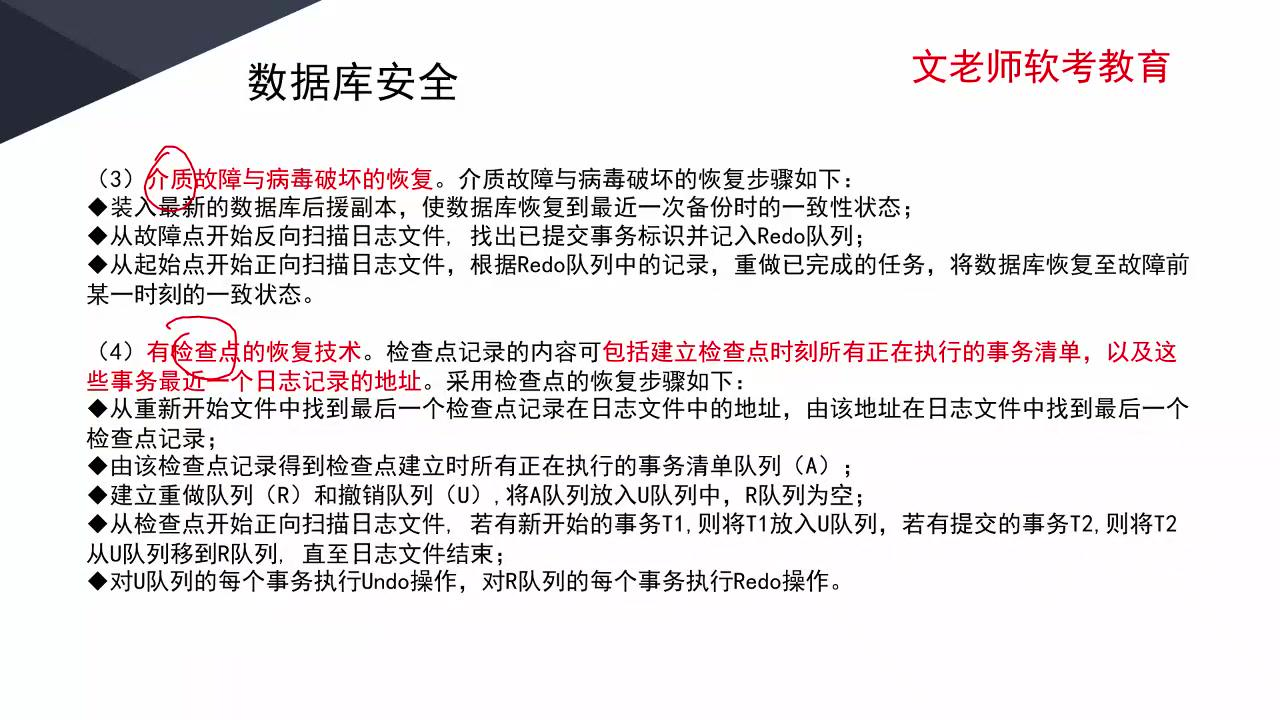 数据库安全
文老师软考教育
（3）介质故障与病毒破坏的恢复。介质故障与病毒破坏的恢复步骤如下：
◆装入最新的数据库后援副本，使数据库恢复到最近一次备份时的一致性状态；
◆从故障点开始反向扫描日志文件，找出已提交事务标识并记入Redo队列；
◆从起始点开始正向扫描日志文件，根据Redo队列中的记录，重做已完成的任务，将数据库恢复至故障前
某一时刻的一致状态。
（4）有检查点的恢复技术。检查点记录的内容可包括建立检查点时刻所有正在执行的事务清单，以及这
些事务最近一个日志记录的地址。采用检查点的恢复步骤如下：
◆从重新开始文件中找到最后一个检查点记录在日志文件中的地址，由该地址在日志文件中找到最后一个
检查点记录；
◆由该检查点记录得到检查点建立时所有正在执行的事务清单队列（A）；
◆建立重做队列（R）和撤销队列（U）,将A队列放入U队列中，R队列为空；
◆从检查点开始正向扫描日志文件，若有新开始的事务T1,则将T1放入U队列，若有提交的事务T2,则将T2
从U队列移到R队列，直至日志文件结束；
◆对U队列的每个事务执行Undo操作，对R队列的每个事务执行Redo操作。